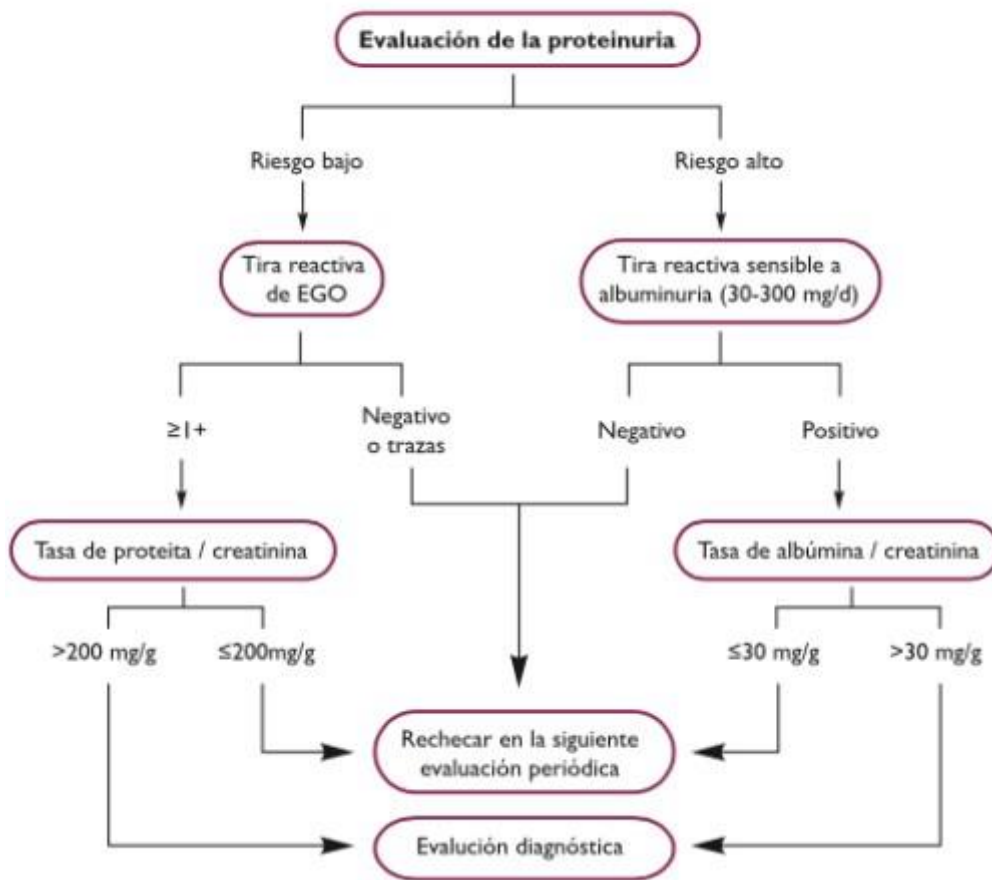 Evaluación de la proteinuria
Riesgo bajo
Riesgo alto
Tira reactiva
de EGO
Tira reactiva sensible a
albuminuria (30-300 mg/d)
≥1+
Negativo
o trazas
Negativo
Positivo
Tasa de proteita / creatinina
Tasa de albúmina / creatinina
>200 mg/g
≤200mg/g
≤30 mg/g
>30 mg/g
Rechecar en la siguiente
evaluación periódica
Evalución diagnóstica